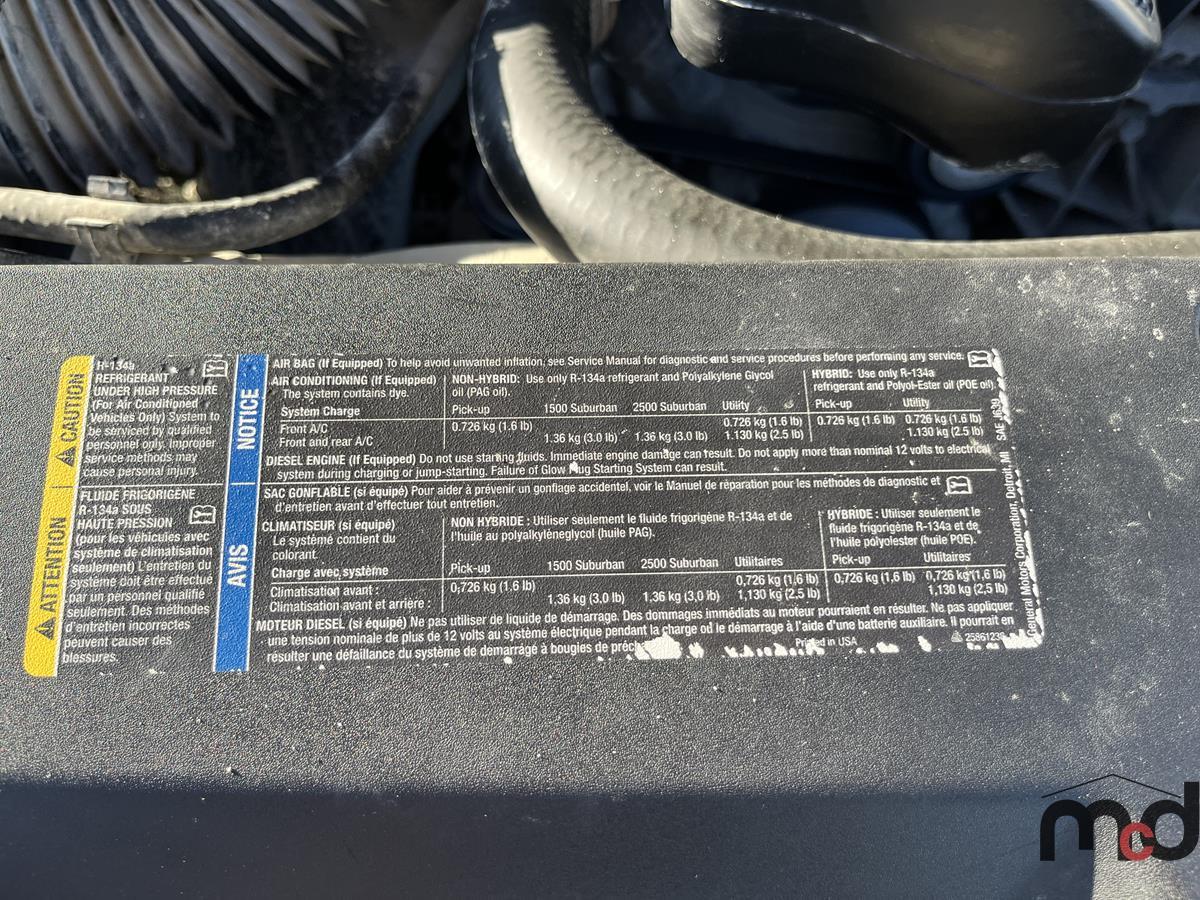 CAUTION
R-134a
REFRIGERANT
UNDER HIGH PRESSURE
(For Air Conditioned
Vehicles Only) System to
be serviced by qualified
personnel only. Improper
service methods may
cause personal injury.
ATTENTION
FLUIDE FRIGORIGÈNE
R-134a SOUS
HAUTE PRESSION
(pour les véhicules avec
système de climatisation
seulement) L'entretien du
système doit être effectué
par un personnel qualifié
seulement. Des méthodes
d'entretien incorrectes
peuvent causer des
blessures.
NOTICE
AIR BAG (If Equipped) To help avoid unwanted inflation, see Service Manual for diagnostic and service procedures before performing any service.
AIR CONDITIONING (If Equipped)
The system contains dye.
NON-HYBRID: Use only R-134a refrigerant and Polyalkylene Glycol
oil (PAG oil).
HYBRID: Use only R-134a
refrigerant and Polyol-Ester oil (POE oil)
System Charge Pick-up 1500 Suburban 2500 Suburban Utility Pick-up Utility
Front A/C 0.726 kg (1.6 lb) 0.726 kg (1.6 lb) 0.726 kg (1.6 lb) 0.726 kg (1.6 lb)
Front and rear A/C 1.36 kg (3.0 lb) 1.36 kg (3.0 lb) 1.130 kg (2.5 lb) 1.130 kg (2.5 lb)
DIESEL ENGINE (If Equipped) Do not use starting fluids. Immediate engine damage can result. Do not apply more than nominal 12 volts to electrical
system during charging or jump-starting. Failure of Glow Plug Starting System can result.
AVIS
SAC GONFLABLE (si équipé) Pour aider à prévenir un gonflage accidentel, voir le Manuel de réparation pour les méthodes de diagnostic et
d'entretien avant d'effectuer tout entretien.
CLIMATISEUR (si équipé)
Le système contient du
colorant.
NON HYBRIDE : Utiliser seulement le fluide frigorigène R-134a et de
l'huile au polyalkylèneglycol (huile PAG).
HYBRIDE : Utiliser seulement le
fluide frigorigène R-134a et de
l'huile polyolester (huile POE).
Charge avec système Pick-up 1500 Suburban 2500 Suburban Utilitaires Pick-up Utilitaires
Climatisation avant : 0,726 kg (1.6 lb) 0,726 kg (1,6 lb) 0,726 kg (1.6 lb) 0,726 kg (1,6 lb)
Climatisation avant et arrière : 1,36 kg (3,0 lb) 1.36 kg (3,0 lb) 1,130 kg (2,5 lb) 1,130 kg (2,5 lb)
MOTEUR DIESEL (si équipé) Ne pas utiliser de liquide de démarrage. Des dommages immédiats au moteur pourraient en résulter. Ne pas appliquer
une tension nominale de plus de 12 volts au système électrique pendant la charge od le démarrage à l'aide d'une batterie auxiliaire. Il pourrait en
résulter une défaillance du système de démarrage à bougies de
Printed in USA
SAE J639
General Motors Corporation, Detroit, MI
mcd